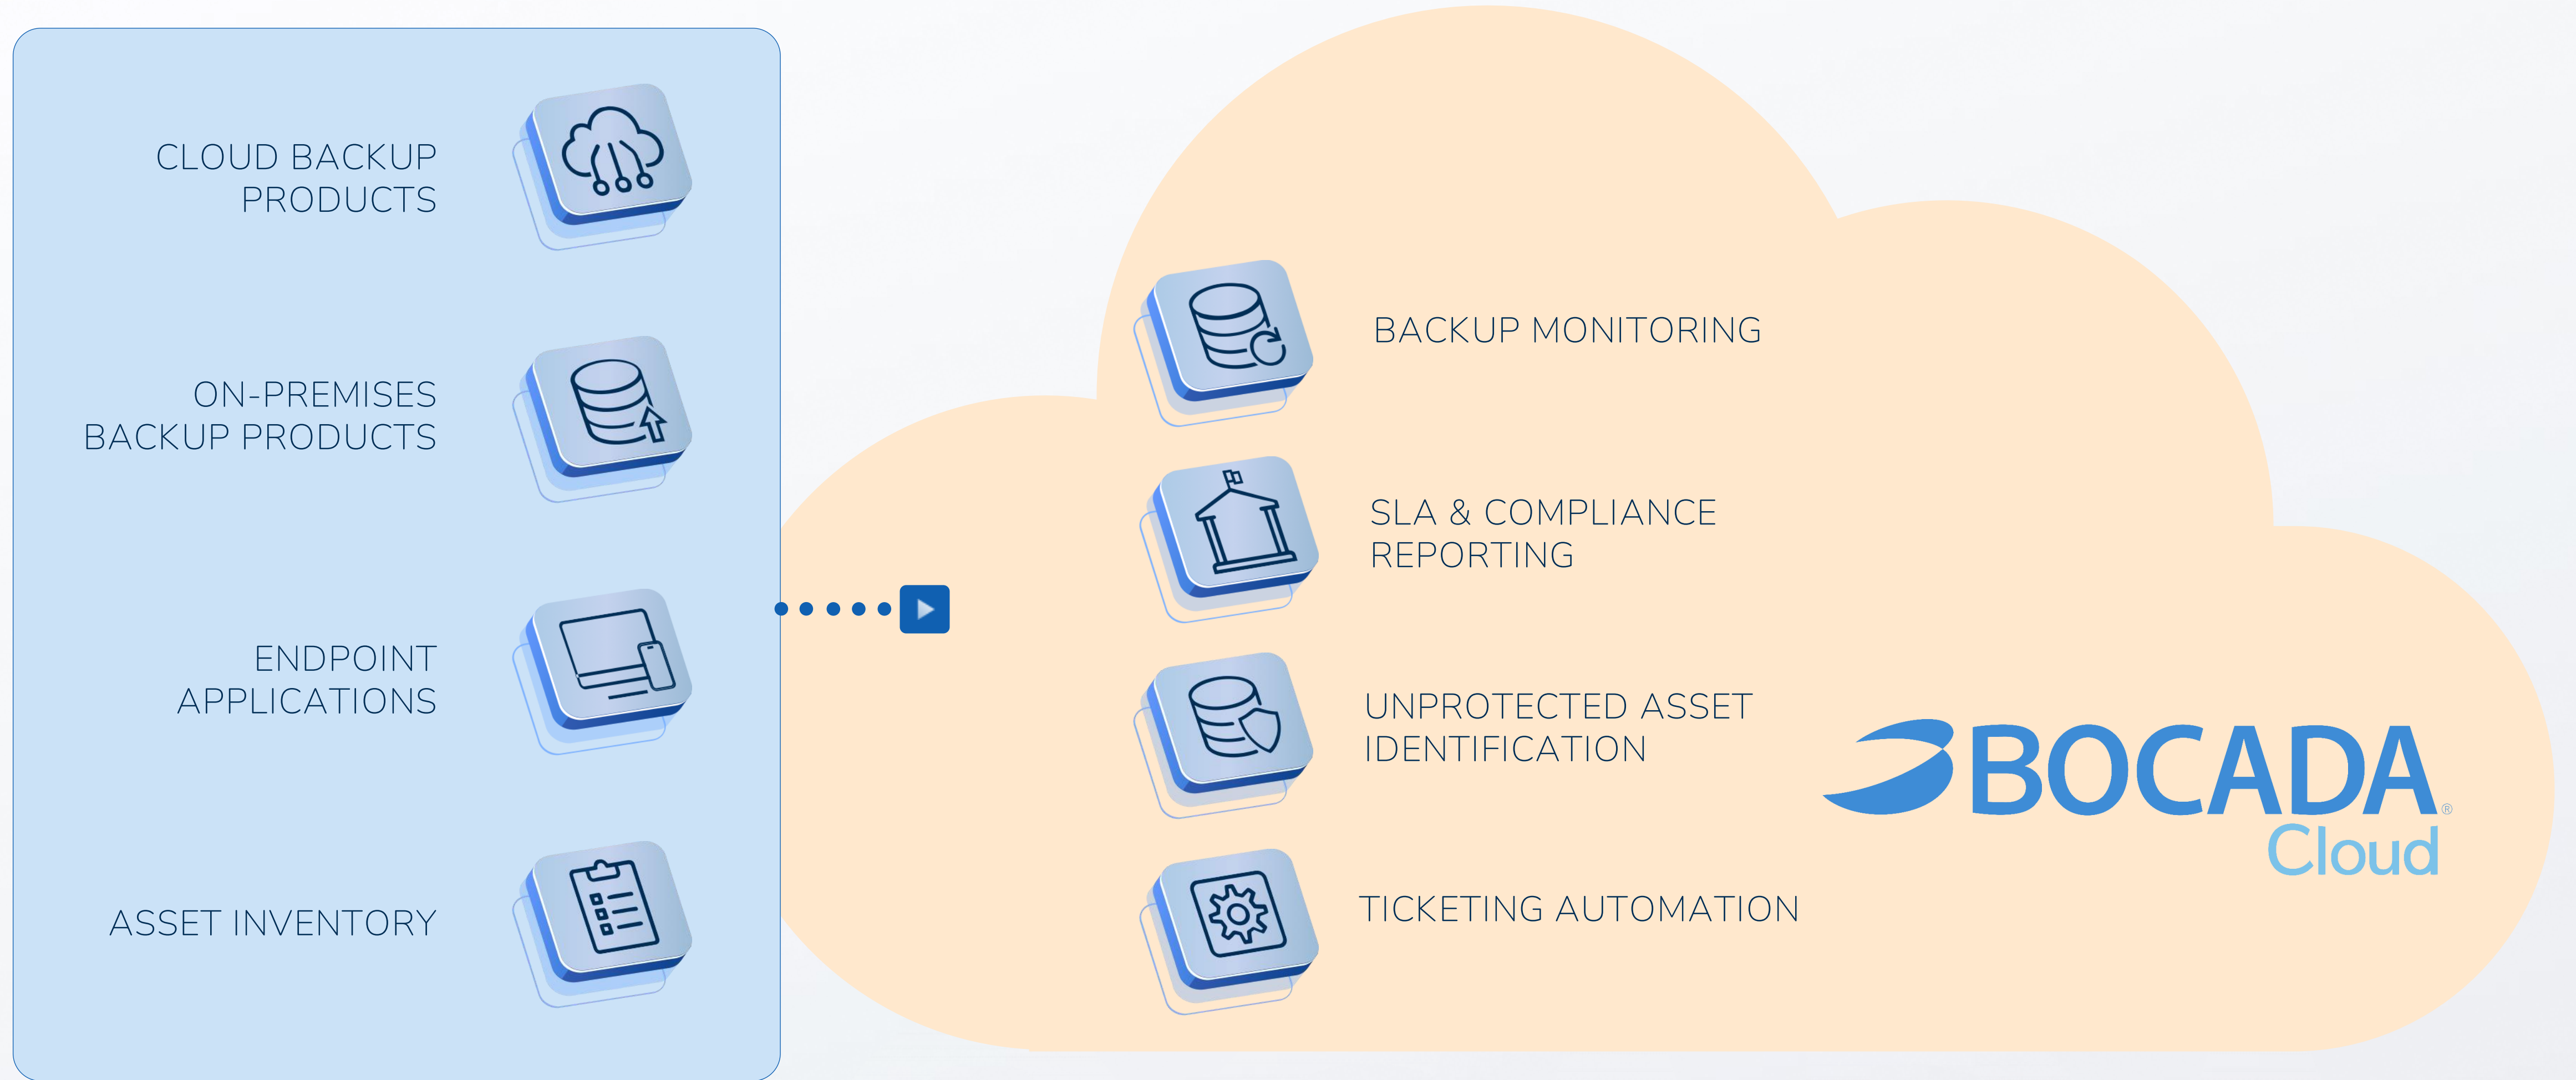 CLOUD BACKUP
PRODUCTS
ON-PREMISES
BACKUP PRODUCTS
ENDPOINT
APPLICATIONS
ASSET INVENTORY
BACKUP MONITORING
SLA & COMPLIANCE
REPORTING
UNPROTECTED ASSET
IDENTIFICATION
TICKETING AUTOMATION
BOCADA®
Cloud